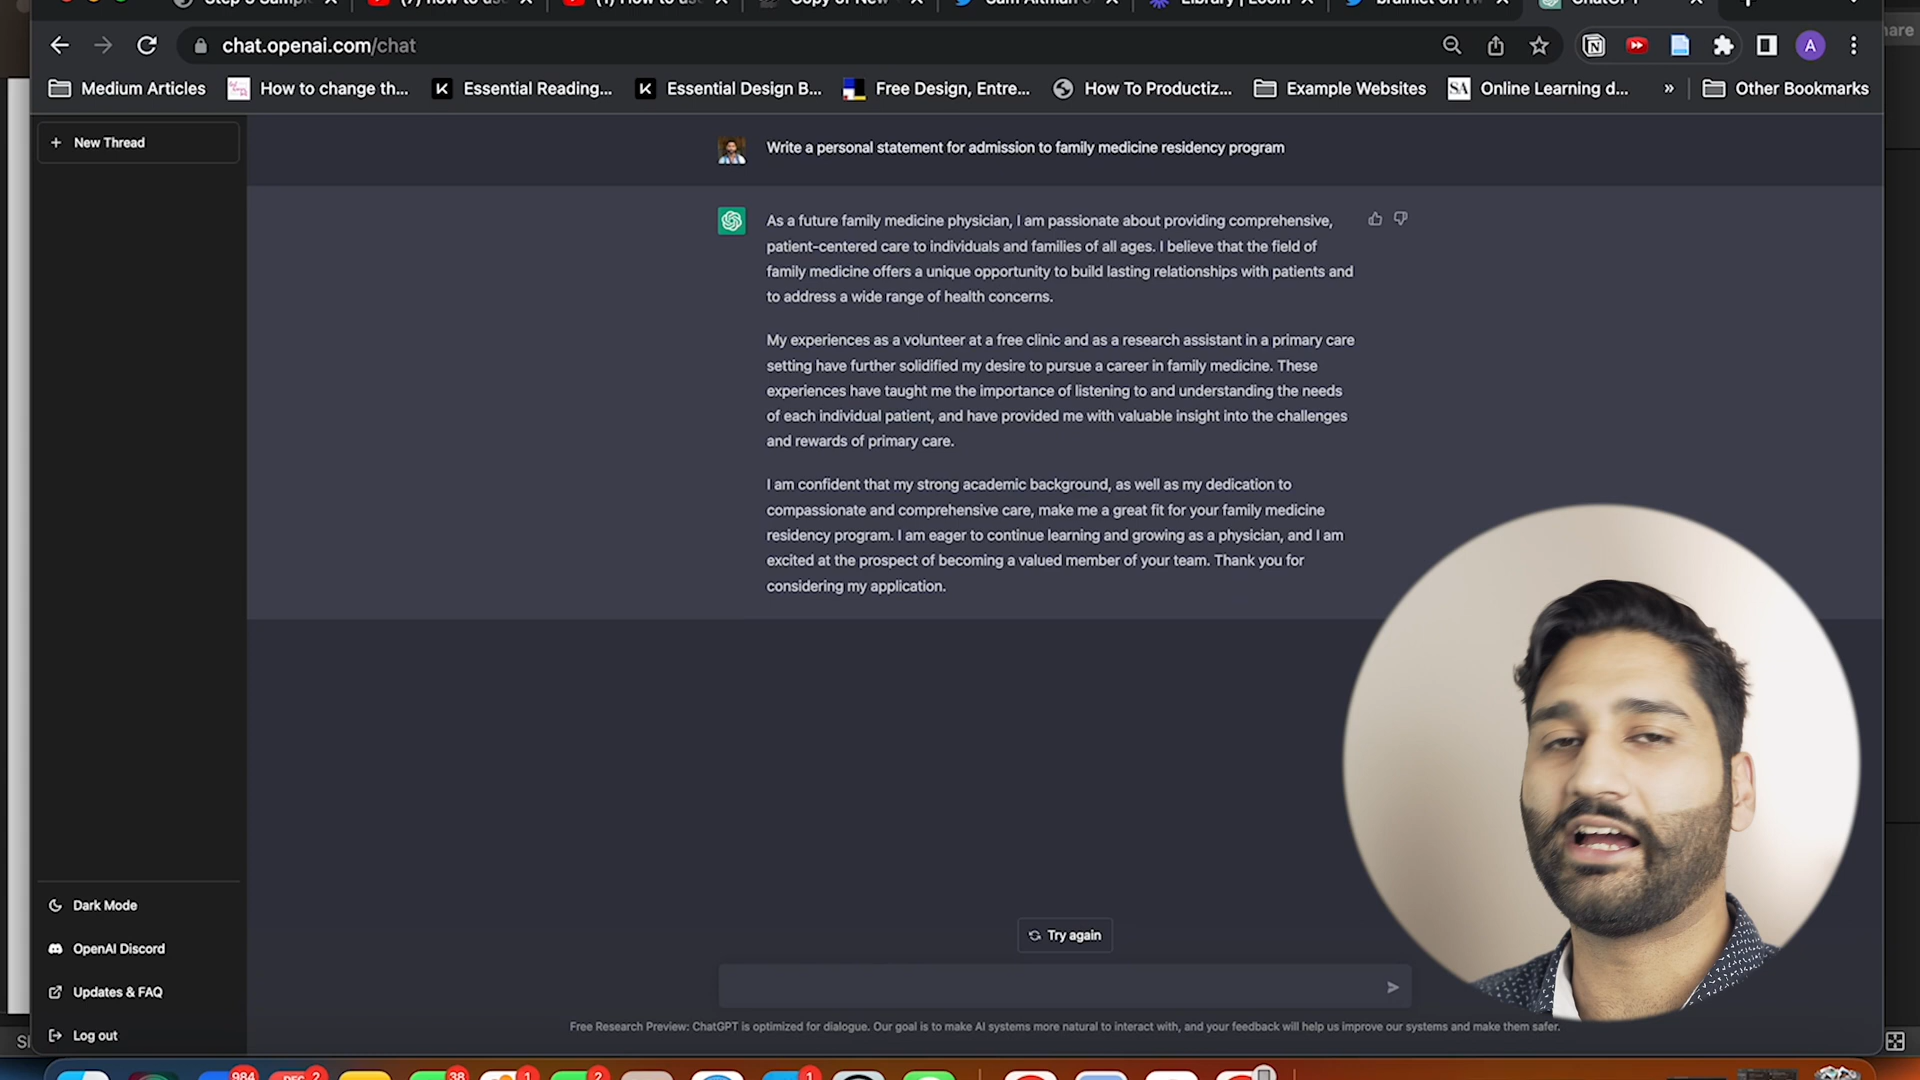 chat.openai.com/chat
A
Medium Articles
How to change th...
Essential Reading...
Essential Design B...
Free Design, Entre...
How To Productiz...
Example Websites
SA
Online Learning d...
»
Other Bookmarks
+ New Thread
Write a personal statement for admission to family medicine residency program
As a future family medicine physician, I am passionate about providing comprehensive,
patient-centered care to individuals and families of all ages. I believe that the field of
family medicine offers a unique opportunity to build lasting relationships with patients and
to address a wide range of health concerns.
My experiences as a volunteer at a free clinic and as a research assistant in a primary care
setting have further solidified my desire to pursue a career in family medicine. These
experiences have taught me the importance of listening to and understanding the needs
of each individual patient, and have provided me with valuable insight into the challenges
and rewards of primary care.
I am confident that my strong academic background, as well as my dedication to
compassionate and comprehensive care, make me a great fit for your family medicine
residency program. I am eager to continue learning and growing as a physician, and I am
excited at the prospect of becoming a valued member of your team. Thank you for
considering my application.
Dark Mode
OpenAI Discord
Updates & FAQ
Log out
Try again
Free Research Preview: ChatGPT is optimized for dialogue. Our goal is to make AI systems more natural to interact with, and your feedback will help us improve our systems and make them safer.
984
2
38
1
2
1